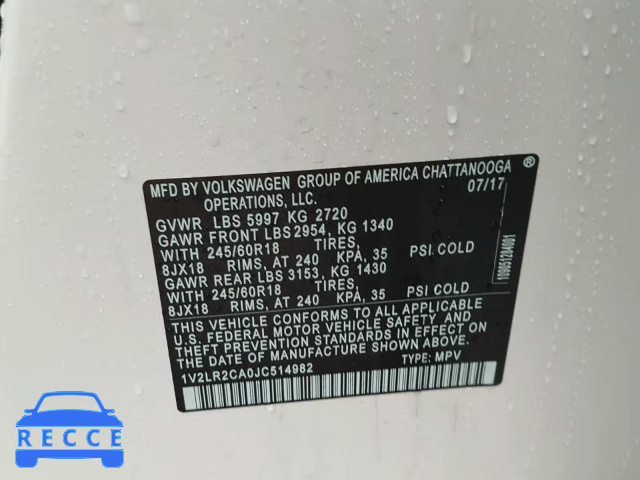 MFD BY VOLKSWAGEN GROUP OF AMERICA CHATTANOOGA ®
OPERATIONS, LLC. 07/17
GVWR LBS 5997 KG 2720
GAWR FRONT LBS 2954, KG 1340
WITH 245/60R18 TIRES,
8JX18 RIMS, AT 240 KPA, 35 PSI COLD
GAWR REAR LBS 3153, KG 1430
WITH 245/60R18 TIRES,
8JX18 RIMS, AT 240 KPA, 35 PSI COLD
THIS VEHICLE CONFORMS TO ALL APPLICABLE
U.S. FEDERAL MOTOR VEHICLE SAFETY AND
THEFT PREVENTION STANDARDS IN EFFECT ON
THE DATE OF MANUFACTURE SHOWN ABOVE.
1V2LR2CA0JC514982 TYPE: MPV
RECCE